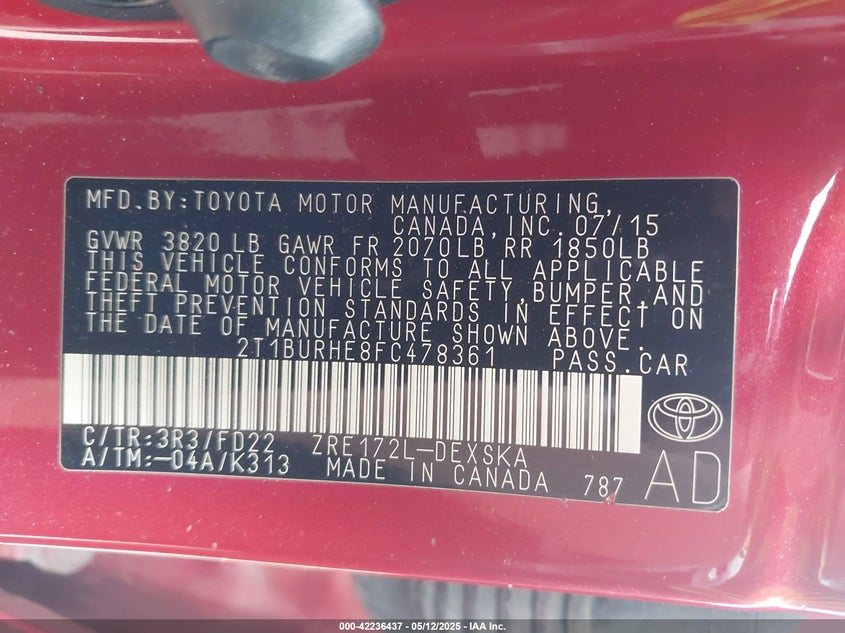 MFD. BY: TOYOTA MOTOR MANUFACTURING,
CANADA, INC. 07/15
GVWR 3820 LB GAWR FR 2070LB RR 1850LB
THIS VEHICLE CONFORMS TO ALL APPLICABLE
FEDERAL MOTOR VEHICLE SAFETY, BUMPER, AND
THEFT PREVENTION STANDARDS IN EFFECT ON
THE DATE OF MANUFACTURE SHOWN ABOVE.
2T1BURHE8FC478361 PASS. CAR
C/TR: 3R3/FD22 ZRE172L-DEXSKA
A/TM: -04A/K313 MADE IN CANADA 787
AD
000-42236437 - 05/12/2025 - IAA Inc.